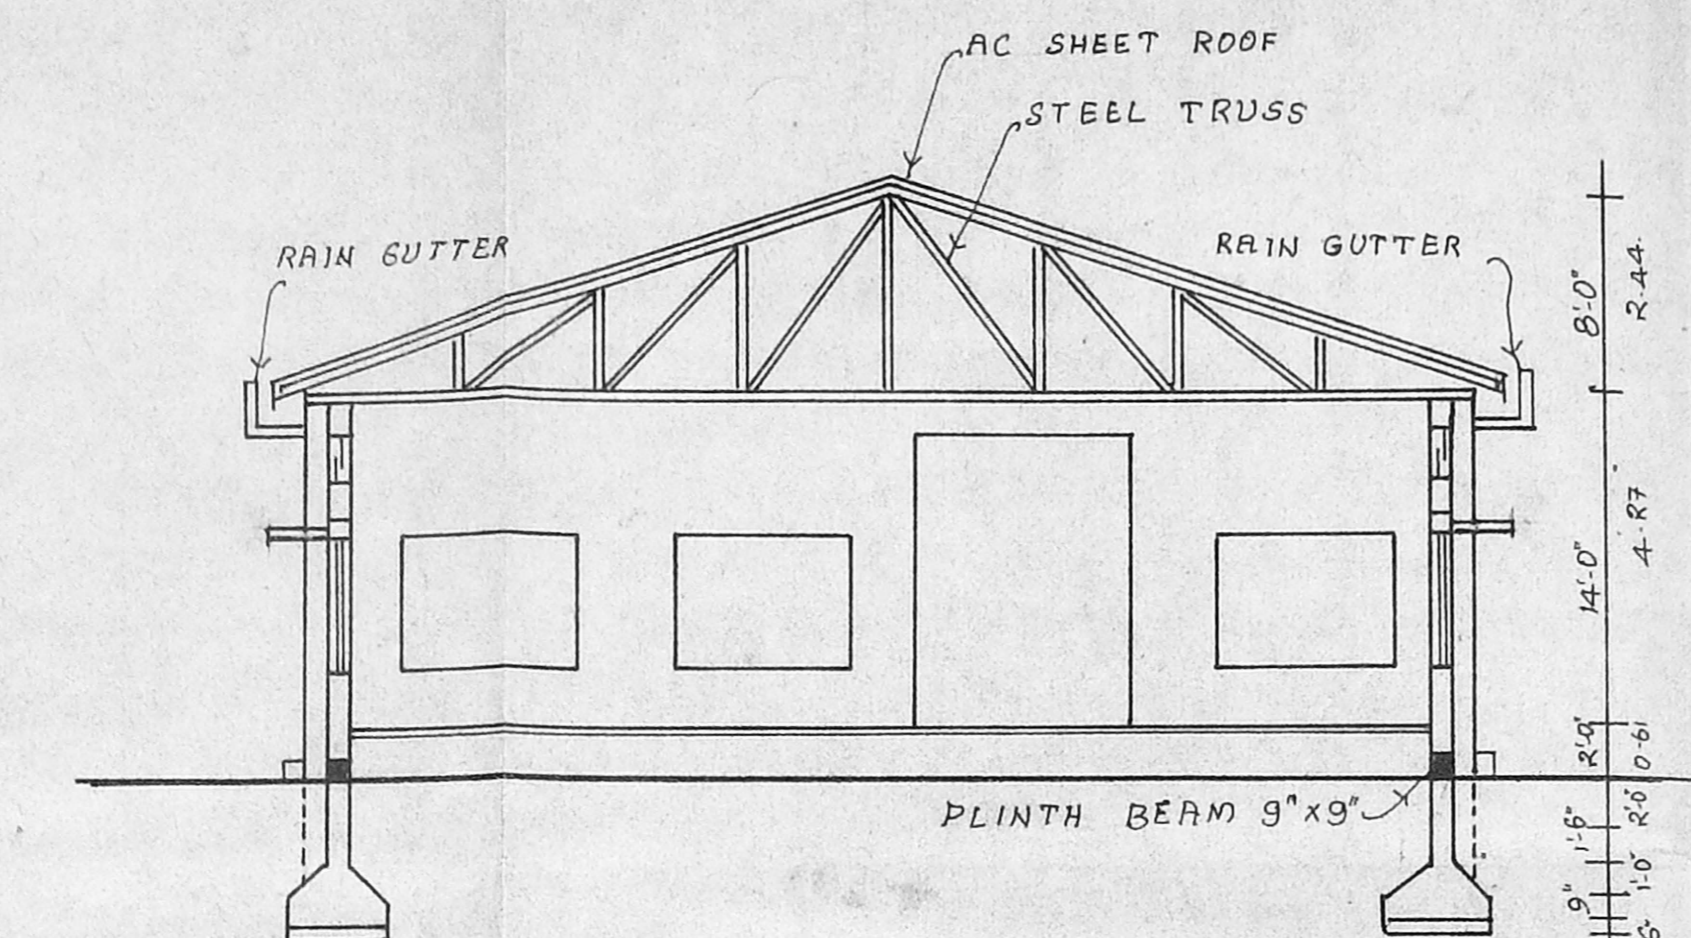 AC SHEET ROOF
STEEL TRUSS
RAIN GUTTER
RAIN GUTTER
8'-0"
2.44.
14'-0"
4.27
2'-0"
0.61
PLINTH BEAM 9"x9"
2'-0"
1'-6"
1'-0"
9"